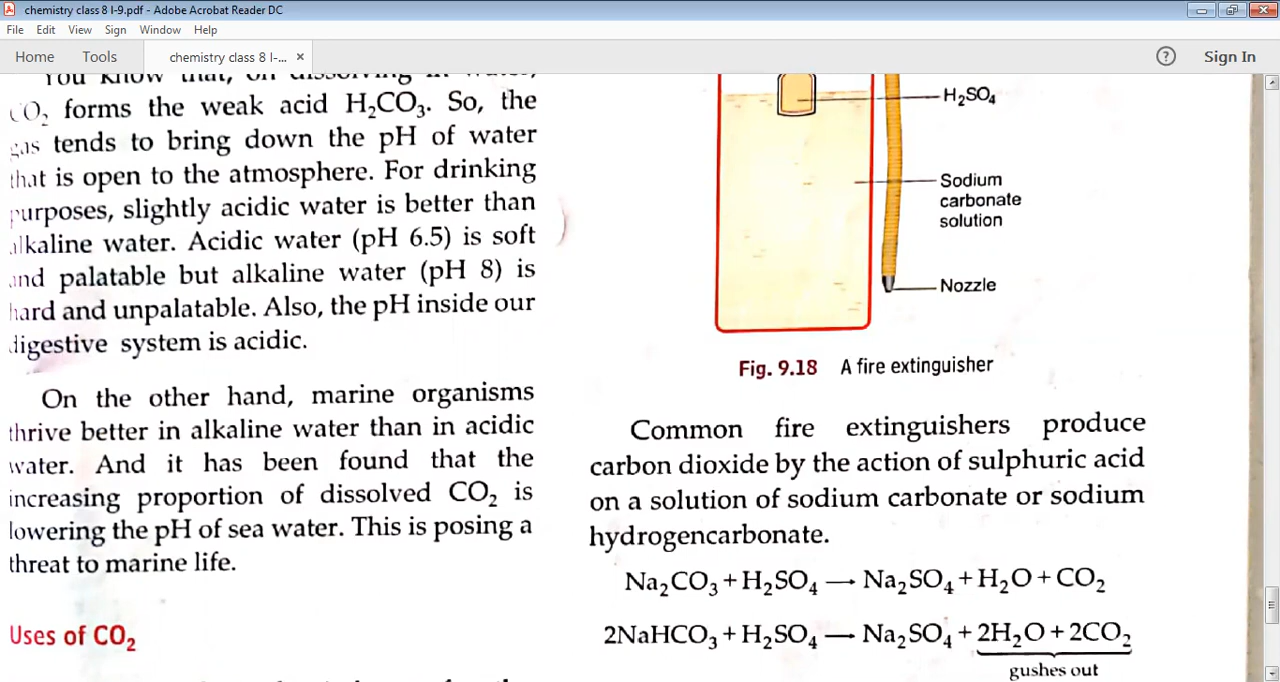 chemistry class 8 I-9.pdf - Adobe Acrobat Reader DC
File Edit View Sign Window Help
Home Tools chemistry class 8 I-... × ? Sign In
You know that, on dissolving in water,
CO₂ forms the weak acid H₂CO₃. So, the
gas tends to bring down the pH of water
that is open to the atmosphere. For drinking
purposes, slightly acidic water is better than
alkaline water. Acidic water (pH 6.5) is soft
and palatable but alkaline water (pH 8) is
hard and unpalatable. Also, the pH inside our
digestive system is acidic.
On the other hand, marine organisms
thrive better in alkaline water than in acidic
water. And it has been found that the
increasing proportion of dissolved CO₂ is
lowering the pH of sea water. This is posing a
threat to marine life.
Uses of CO₂
H₂SO₄
Sodium
carbonate
solution
Nozzle
Fig. 9.18 A fire extinguisher
Common fire extinguishers produce
carbon dioxide by the action of sulphuric acid
on a solution of sodium carbonate or sodium
hydrogencarbonate.
Na₂CO₃ + H₂SO₄ → Na₂SO₄ + H₂O + CO₂
2NaHCO₃ + H₂SO₄ → Na₂SO₄ + 2H₂O + 2CO₂
gushes out